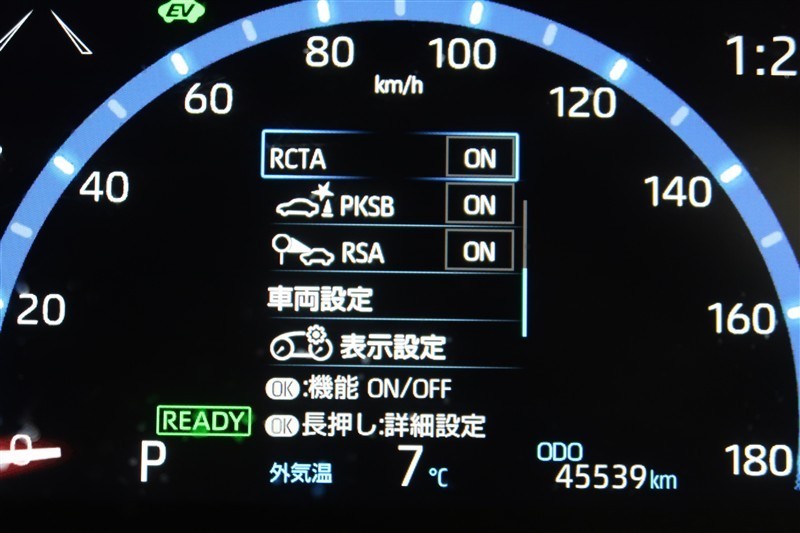 EV
80
100
1:2
km/h
60
120
RCTA ON
40
PKSB ON
140
RSA ON
車両設定
20
160
表示設定
OK:機能 ON/OFF
READY
OK長押し:詳細設定
0
P
外気温 7℃
ODO
45539km
180